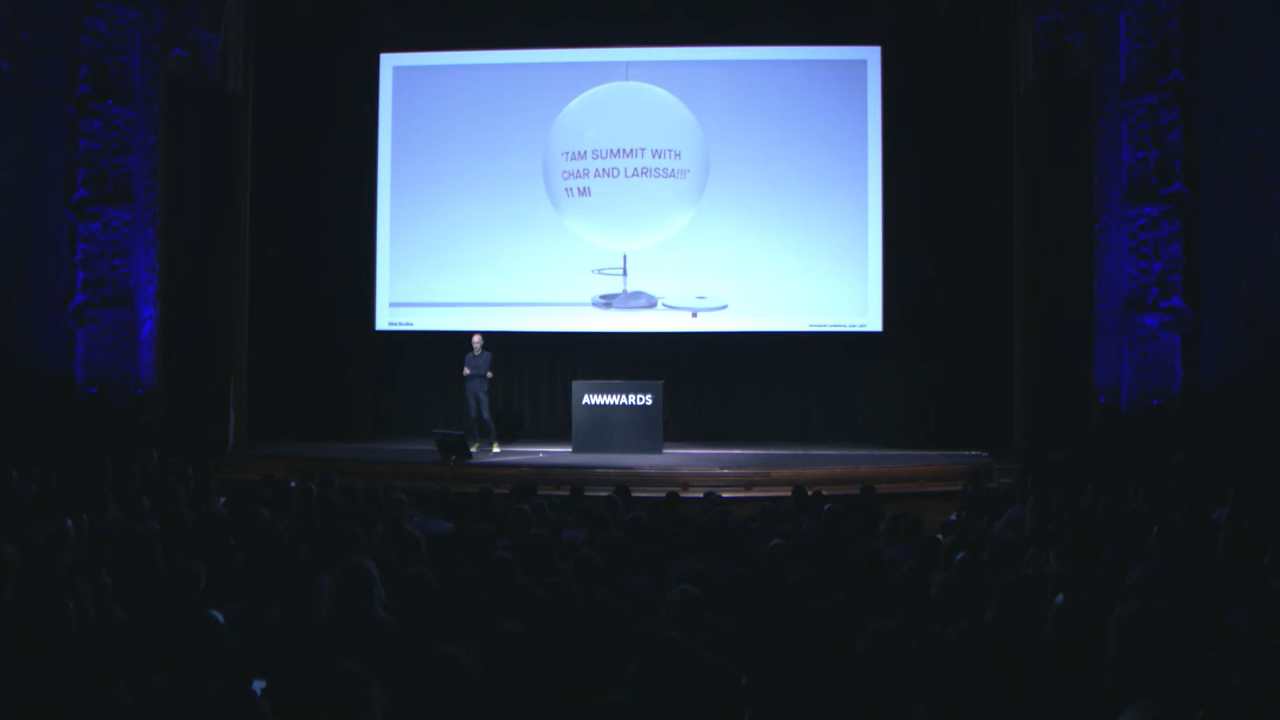 "TAM SUMMIT WITH
CHAR AND LARISSA!!!"
11 MI
AWWWARDS